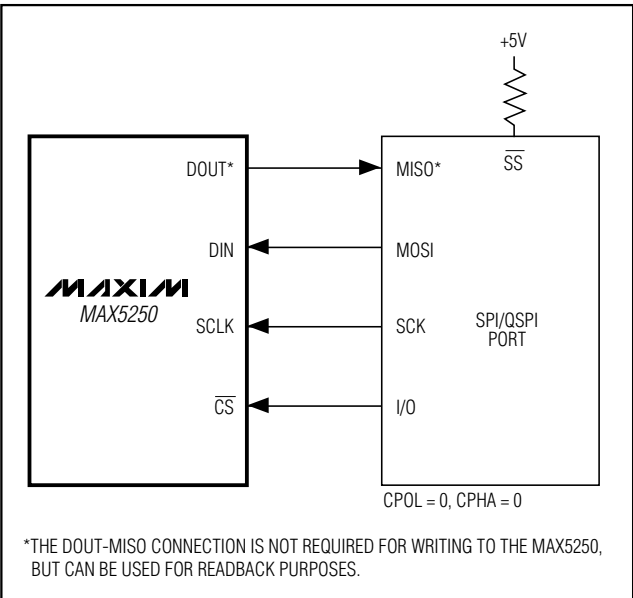 +5V
SS
DOUT*
MISO*
DIN
MOSI
MAXIM
MAX5250
SCLK
SCK
SPI/QSPI
PORT
CS
I/O
CPOL = 0, CPHA = 0
*THE DOUT-MISO CONNECTION IS NOT REQUIRED FOR WRITING TO THE MAX5250,
BUT CAN BE USED FOR READBACK PURPOSES.